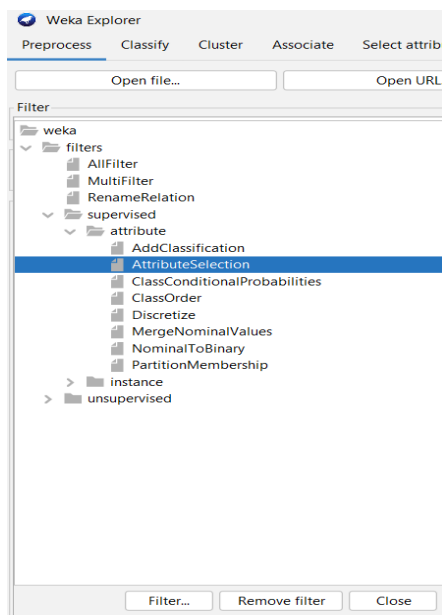 Weka Explorer
Preprocess Classify Cluster Associate Select attrib
Open file... Open URL
Filter
weka
filters
AllFilter
MultiFilter
RenameRelation
supervised
attribute
AddClassification
AttributeSelection
ClassConditionalProbabilities
ClassOrder
Discretize
MergeNominalValues
NominalToBinary
PartitionMembership
instance
unsupervised
Filter... Remove filter Close